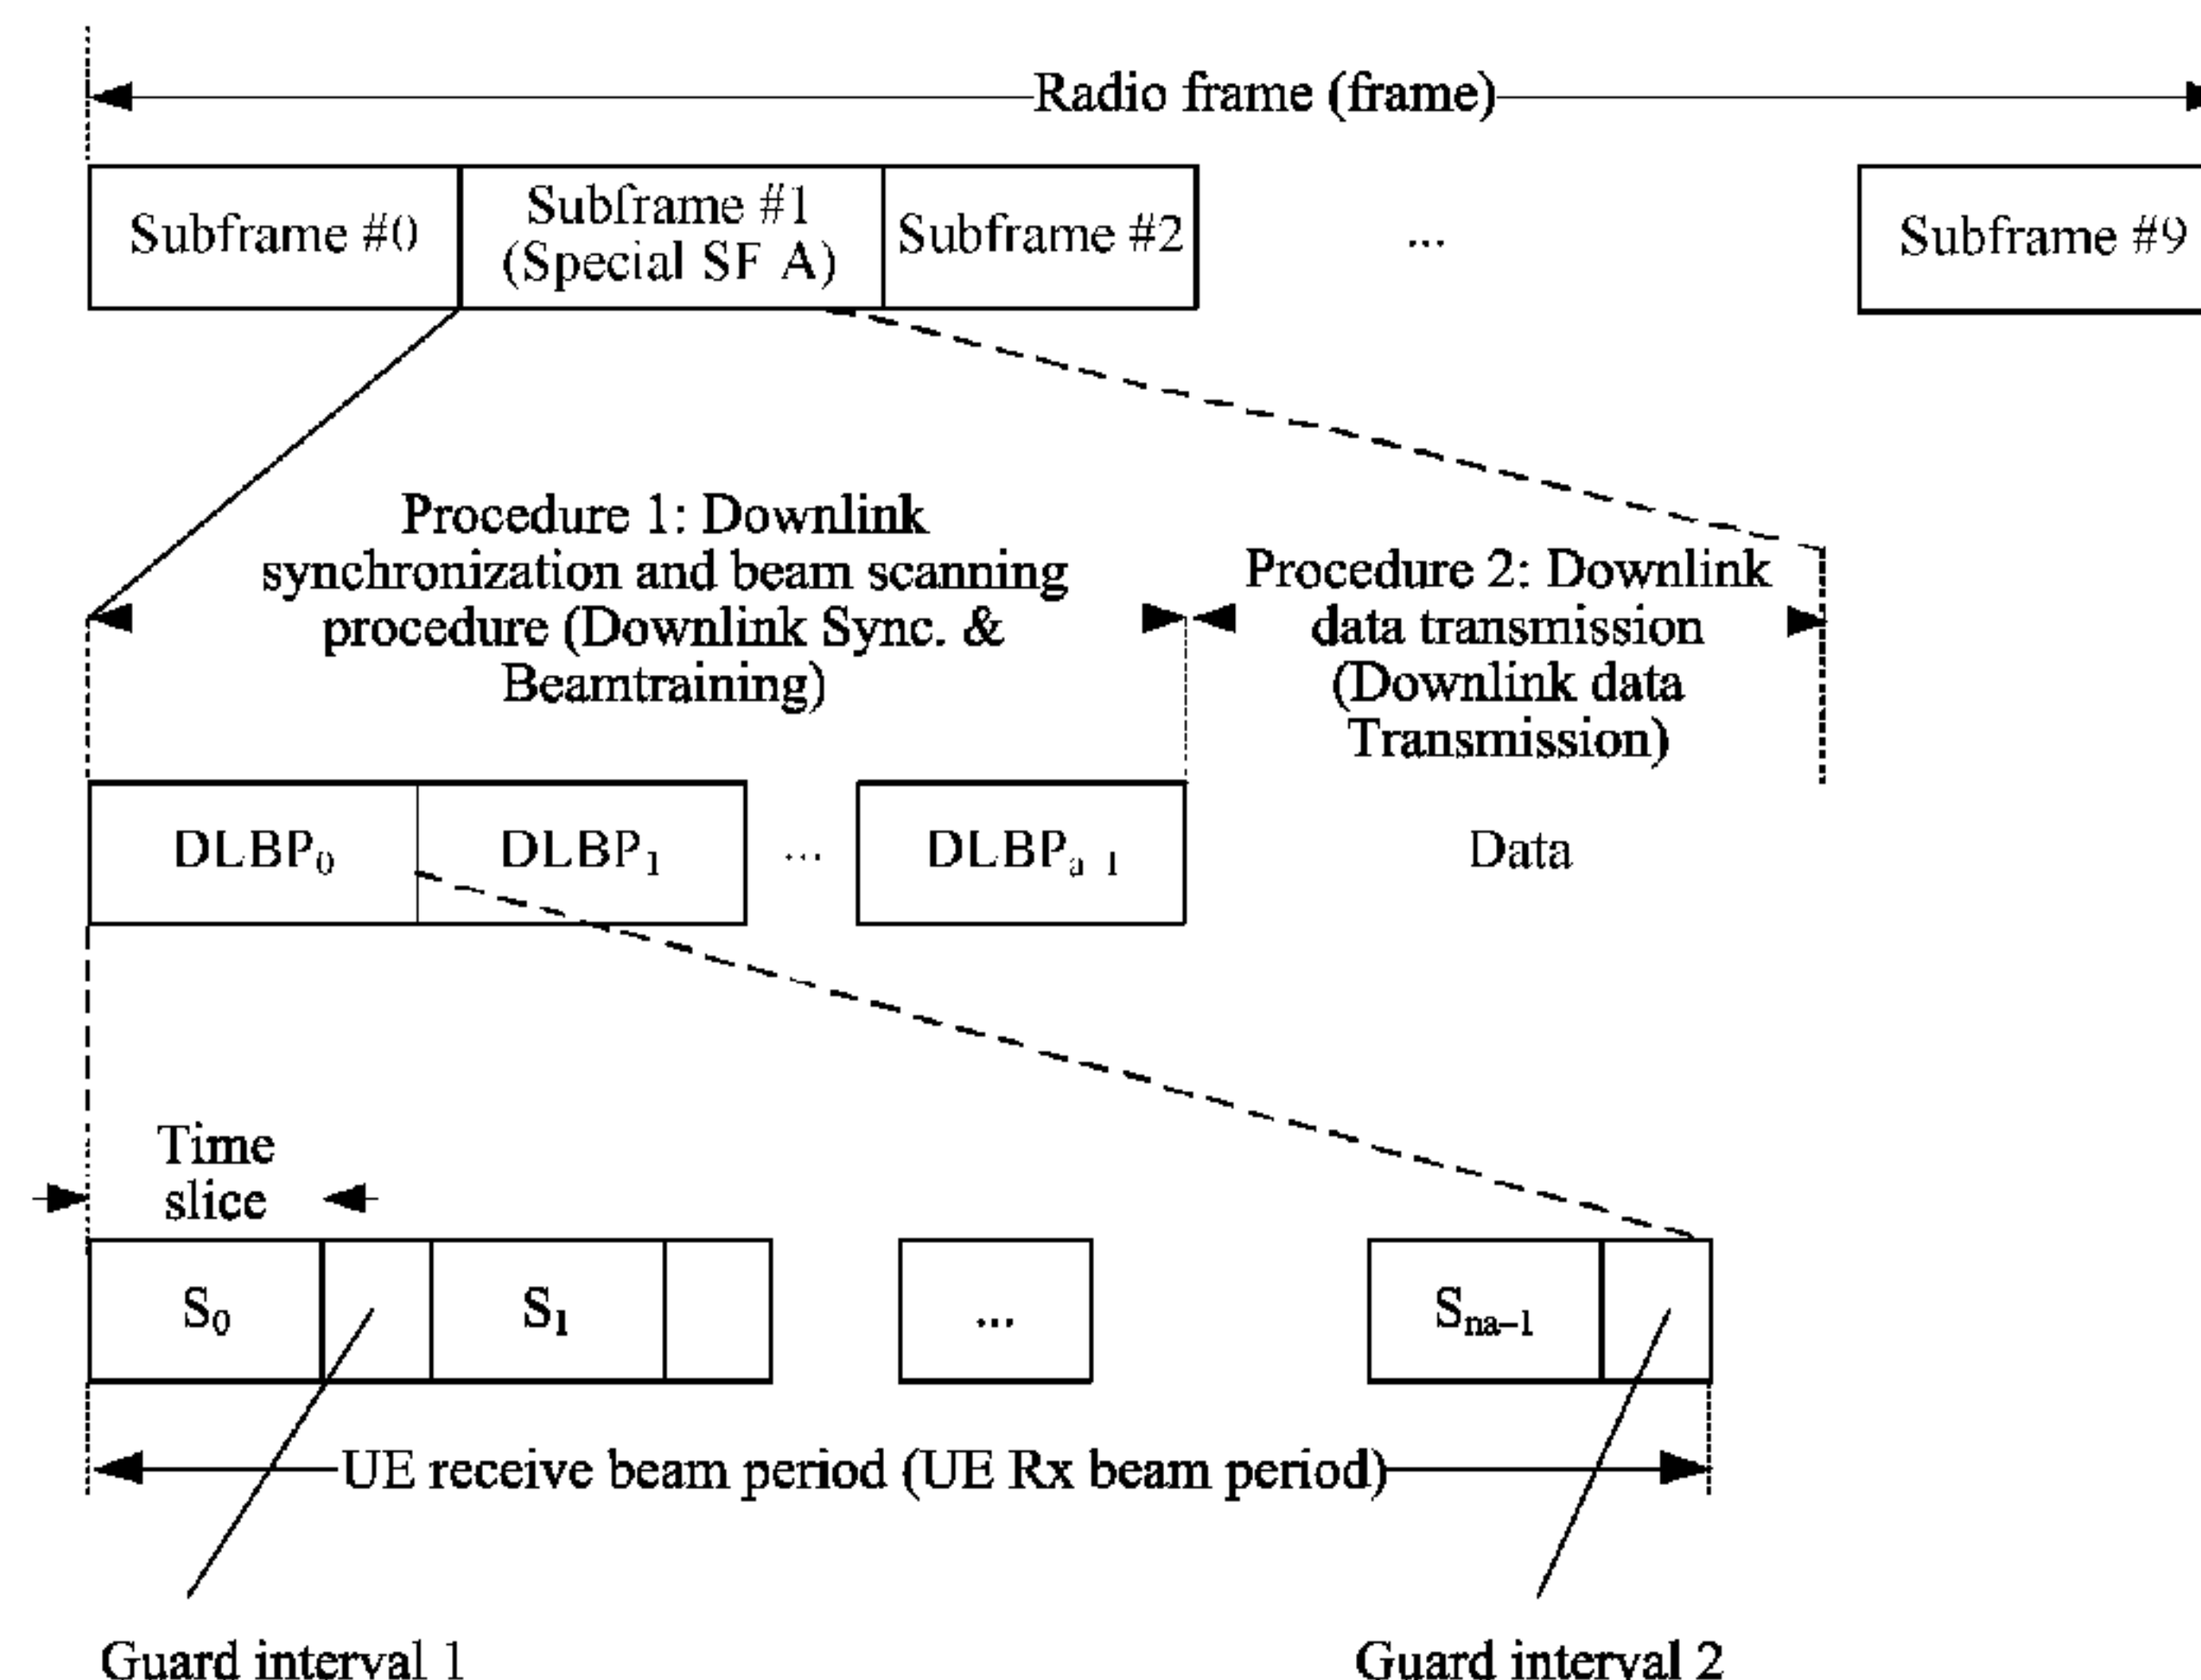 Radio frame (frame)
Subframe #0
Subframe #1
(Special SF A)
Subframe #2
...
Subframe #9
Procedure 1: Downlink
synchronization and beam scanning
procedure (Downlink Sync. &
Beamtraining)
Procedure 2: Downlink
data transmission
(Downlink data
Transmission)
DLBP₀
DLBP₁
...
DLBPₐ₋₁
Data
Time
slice
S₀
S₁
...
Sₙₐ₋₁
UE receive beam period (UE Rx beam period)
Guard interval 1
Guard interval 2